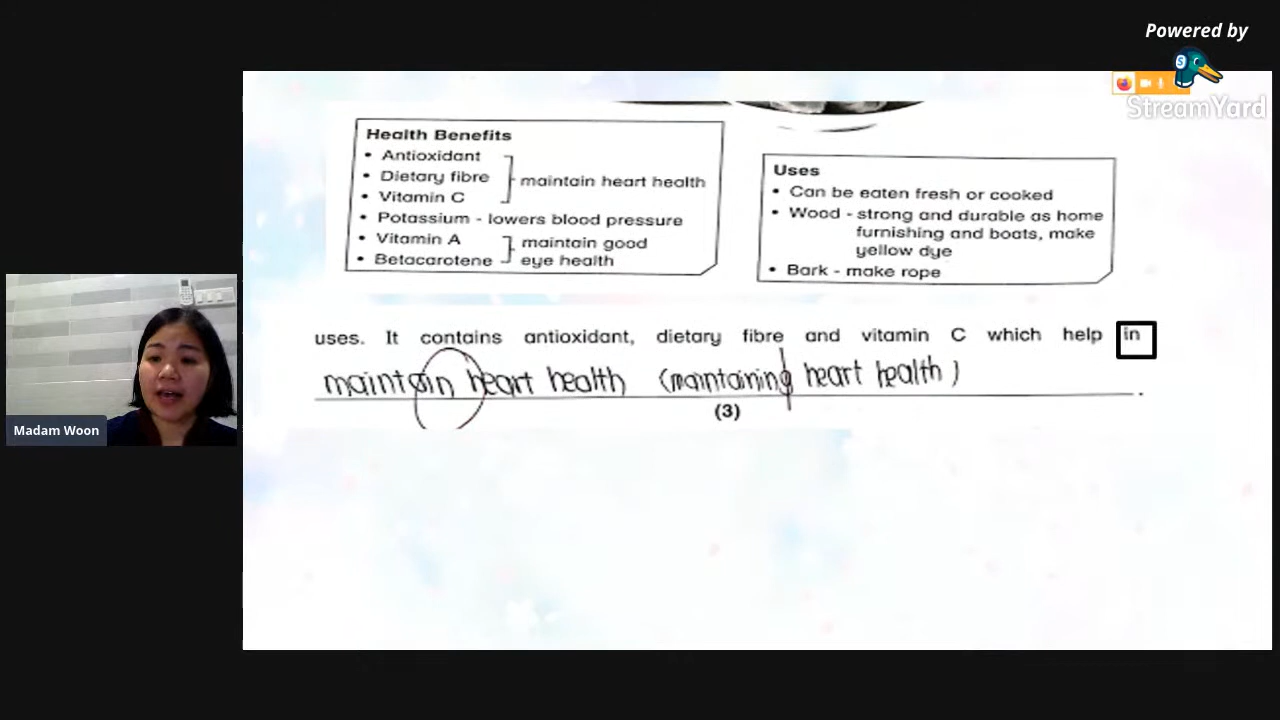 Powered by
StreamYard
Health Benefits
• Antioxidant
• Dietary fibre
• Vitamin C
maintain heart health
• Potassium - lowers blood pressure
• Vitamin A
• Betacarotene
maintain good
eye health
Uses
• Can be eaten fresh or cooked
• Wood - strong and durable as home
furnishing and boats, make
yellow dye
• Bark - make rope
uses. It contains antioxidant, dietary fibre and vitamin C which help in
maintain heart health (maintaining heart health)
.
(3)
Madam Woon